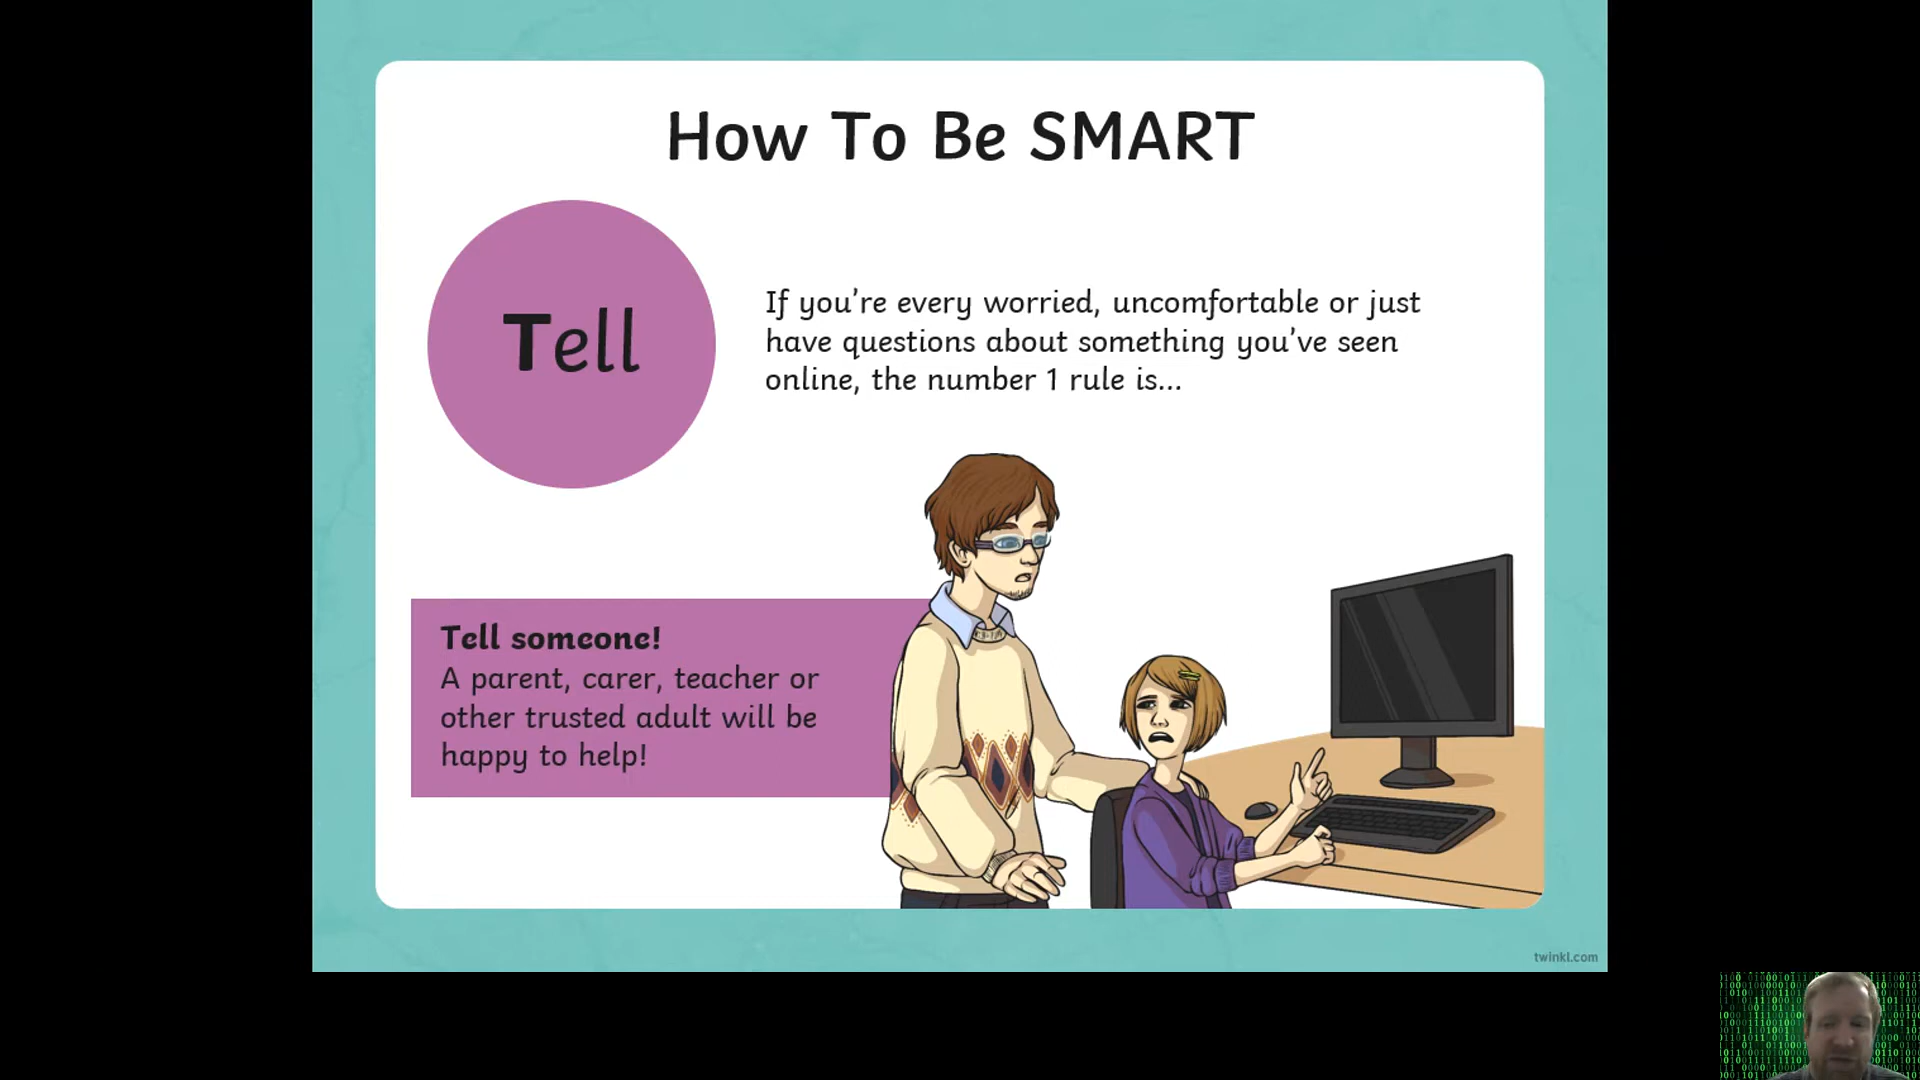 How To Be SMART
Tell
If you're every worried, uncomfortable or just
have questions about something you've seen
online, the number 1 rule is...
Tell someone!
A parent, carer, teacher or
other trusted adult will be
happy to help!
twinkl.com